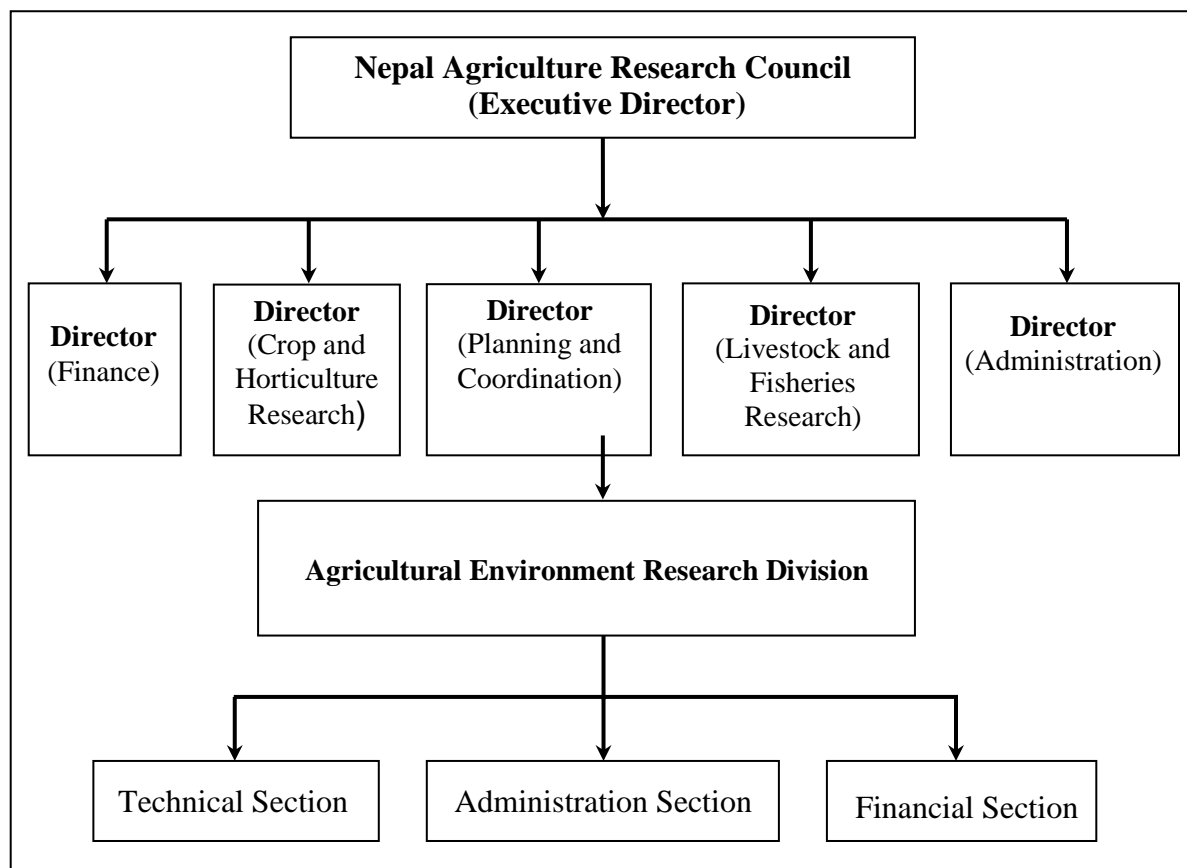 Nepal Agriculture Research Council
(Executive Director)
Director
(Finance)
Director
(Crop and
Horticulture
Research)
Director
(Planning and
Coordination)
Director
(Livestock and
Fisheries
Research)
Director
(Administration)
Agricultural Environment Research Division
Technical Section
Administration Section
Financial Section